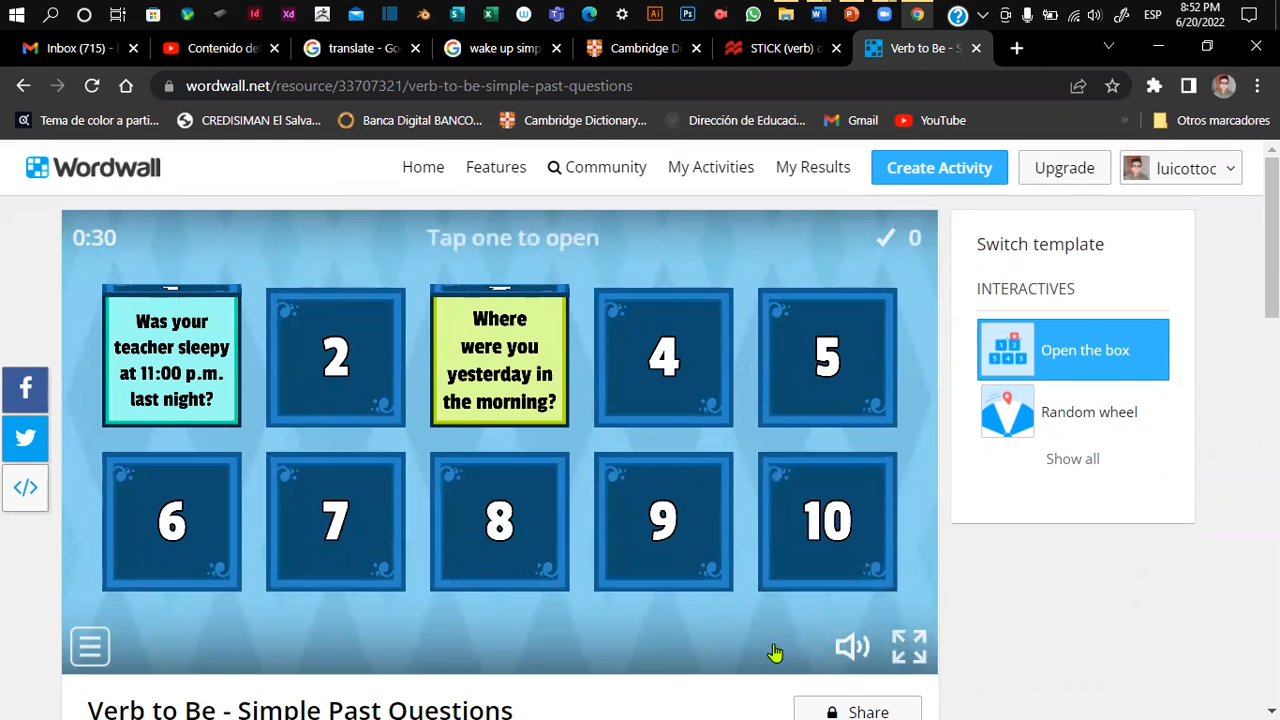 ESP
8:52 PM
6/20/2022
Inbox (715) -
Contenido de
translate - Go
wake up simp
Cambridge D
STICK (verb) c
Verb to Be - S
wordwall.net/resource/33707321/verb-to-be-simple-past-questions
Tema de color a parti...
CREDISIMAN El Salva...
Banca Digital BANCO...
Cambridge Dictionary...
Dirección de Educaci...
Gmail
YouTube
»
Otros marcadores
Wordwall
Home
Features
Community
My Activities
My Results
Create Activity
Upgrade
luicottoc
0:30
Tap one to open
0
Was your
teacher sleepy
at 11:00 p.m.
last night?
2
Where
were you
yesterday in
the morning?
4
5
6
7
8
9
10
Switch template
INTERACTIVES
Open the box
Random wheel
Show all
Verb to Be - Simple Past Questions
Share